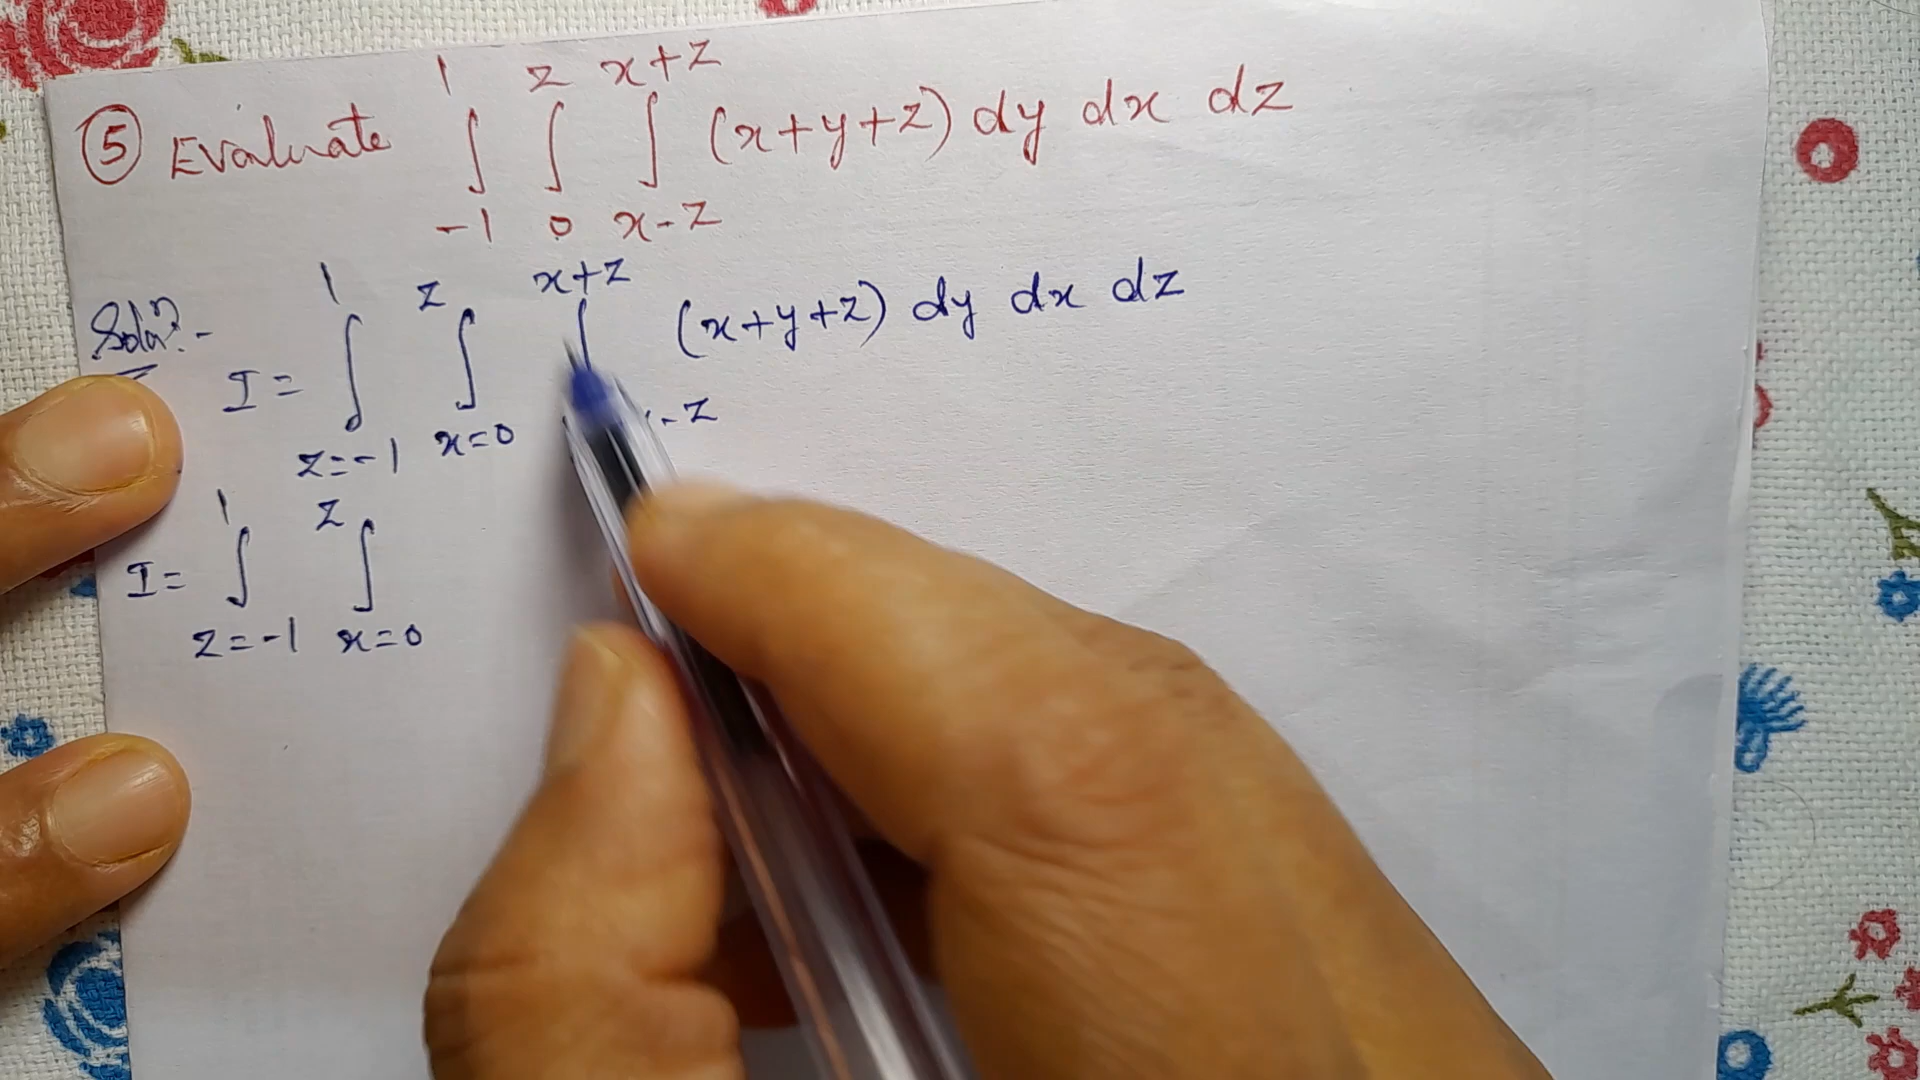 ⑤ Evaluate ∫_{-1}^{1} ∫_{0}^{z} ∫_{x-z}^{x+z} (x+y+z) dy dx dz
Soln:- I = ∫_{z=-1}^{1} ∫_{x=0}^{z} ∫_{-z}^{x+z} (x+y+z) dy dx dz
I = ∫_{z=-1}^{1} ∫_{x=0}^{z}